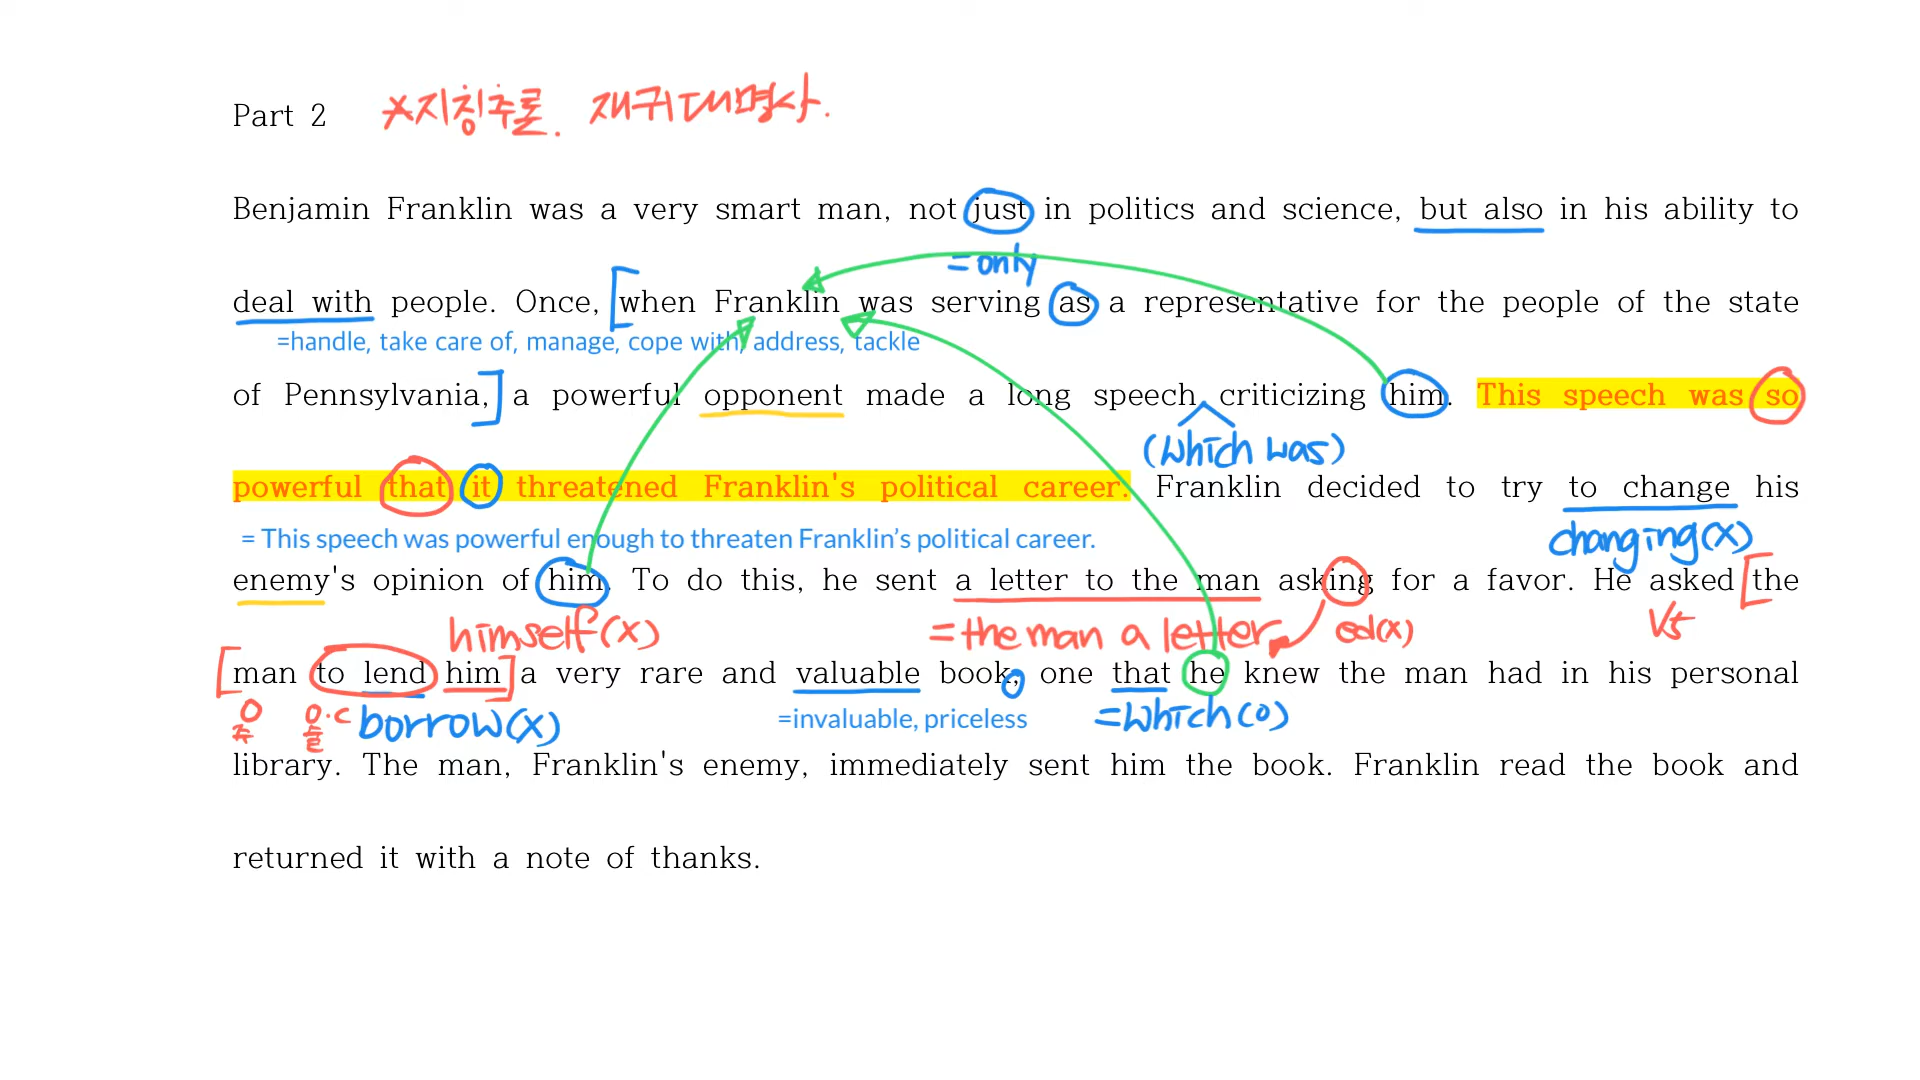 Part 2 *지칭추론. 재귀대명사.
Benjamin Franklin was a very smart man, not just in politics and science, but also in his ability to
=only
deal with people. Once, [when Franklin was serving as a representative for the people of the state
=handle, take care of, manage, cope with, address, tackle
of Pennsylvania,] a powerful opponent made a long speech criticizing him. This speech was so
(which was)
powerful that it threatened Franklin's political career. Franklin decided to try to change his
= This speech was powerful enough to threaten Franklin's political career. changing(x)
enemy's opinion of him. To do this, he sent a letter to the man asking for a favor. He asked [the
himself(x) = the man a letter ed(x) V5
[man to lend him] a very rare and valuable book, one that he knew the man had in his personal
O O·C borrow(x) =invaluable, priceless =which(o)
주 술
library. The man, Franklin's enemy, immediately sent him the book. Franklin read the book and
returned it with a note of thanks.